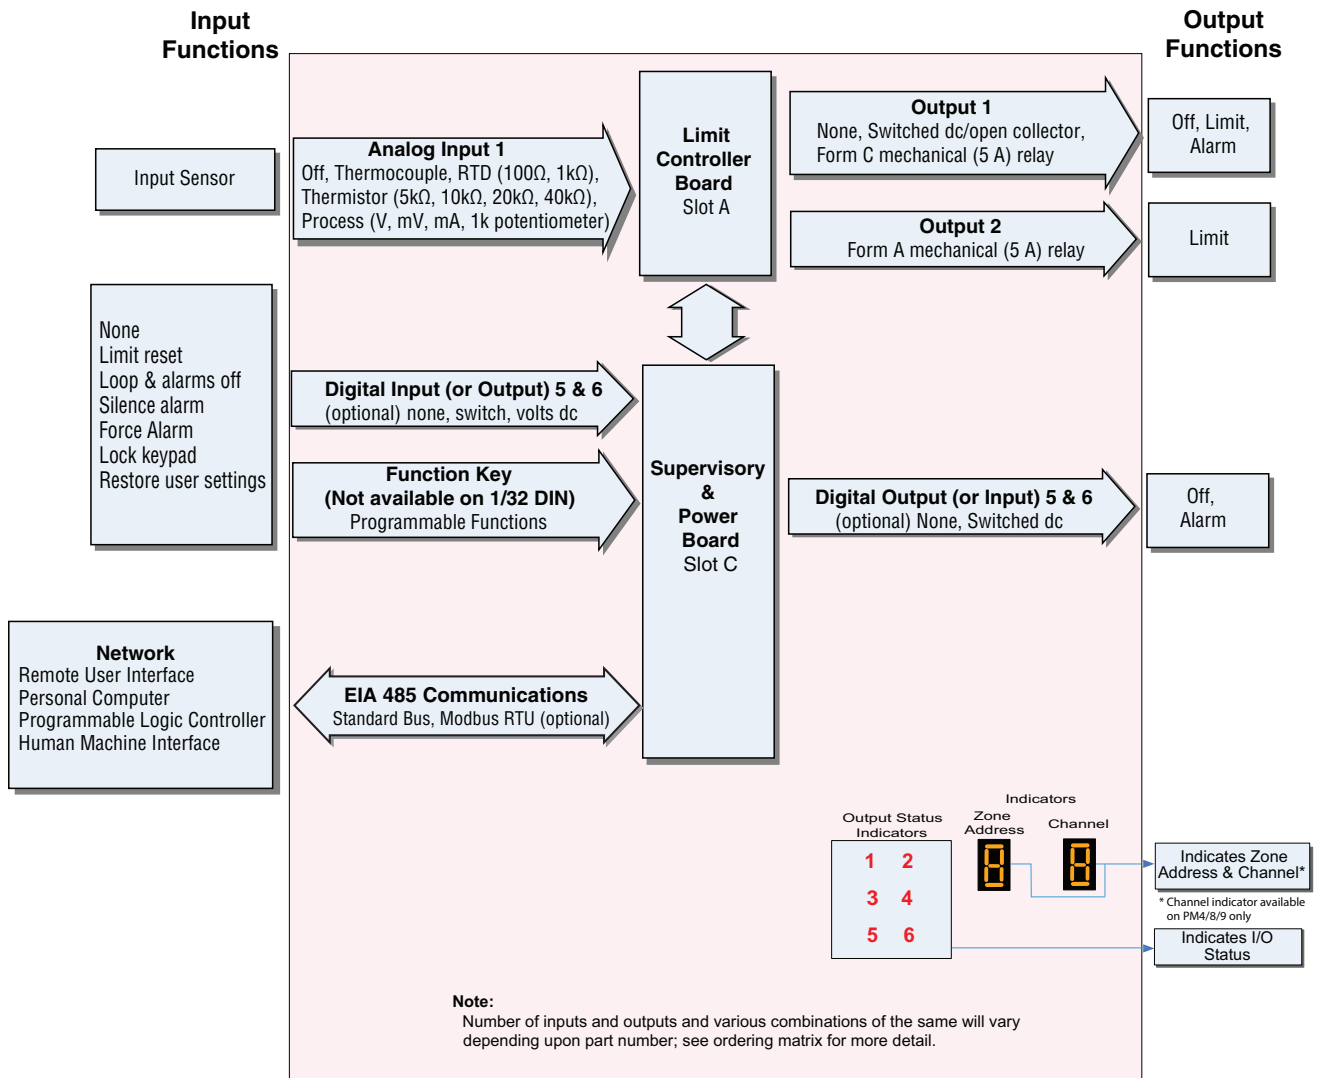 Input
Functions
Output
Functions
Input Sensor
Analog Input 1
Off, Thermocouple, RTD (100Ω, 1kΩ),
Thermistor (5kΩ, 10kΩ, 20kΩ, 40kΩ),
Process (V, mV, mA, 1k potentiometer)
Limit
Controller
Board
Slot A
Output 1
None, Switched dc/open collector,
Form C mechanical (5 A) relay
Off, Limit,
Alarm
Output 2
Form A mechanical (5 A) relay
Limit
None
Limit reset
Loop & alarms off
Silence alarm
Force Alarm
Lock keypad
Restore user settings
Digital Input (or Output) 5 & 6
(optional) none, switch, volts dc
Function Key
(Not available on 1/32 DIN)
Programmable Functions
Supervisory
&
Power
Board
Slot C
Digital Output (or Input) 5 & 6
(optional) None, Switched dc
Off,
Alarm
Network
Remote User Interface
Personal Computer
Programmable Logic Controller
Human Machine Interface
EIA 485 Communications
Standard Bus, Modbus RTU (optional)
Indicators
Output Status
Indicators
Zone
Address
Channel
1 2
3 4
5 6
8
8
Indicates Zone
Address & Channel*
* Channel indicator available
on PM4/8/9 only
Indicates I/O
Status
Note:
Number of inputs and outputs and various combinations of the same will vary
depending upon part number; see ordering matrix for more detail.